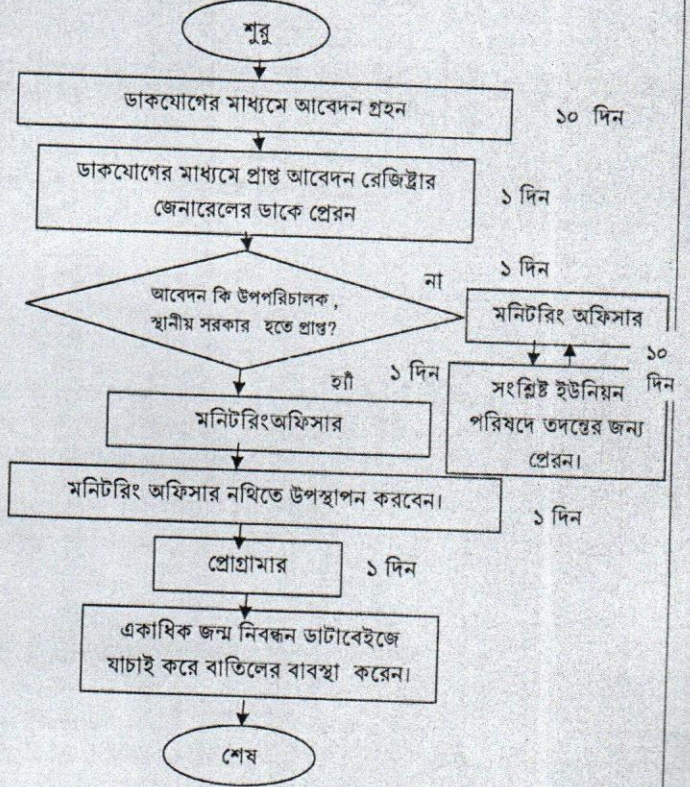 শুরু
ডাকযোগের মাধ্যমে আবেদন গ্রহন
১০ দিন
ডাকযোগের মাধ্যমে প্রাপ্ত আবেদন রেজিষ্ট্রার
জেনারেলের ডাকে প্রেরন
১ দিন
আবেদন কি উপপরিচালক ,
স্থানীয় সরকার হতে প্রাপ্ত?
না
১ দিন
মনিটরিং অফিসার
১০
দিন
সংশ্লিষ্ট ইউনিয়ন
পরিষদে তদন্তের জন্য
প্রেরন।
হ্যাঁ
১ দিন
মনিটরিংঅফিসার
মনিটরিং অফিসার নথিতে উপস্থাপন করবেন।
১ দিন
প্রোগ্রামার
১ দিন
একাধিক জন্ম নিবন্ধন ডাটাবেইজে
যাচাই করে বাতিলের বাবস্থা করেন।
শেষ